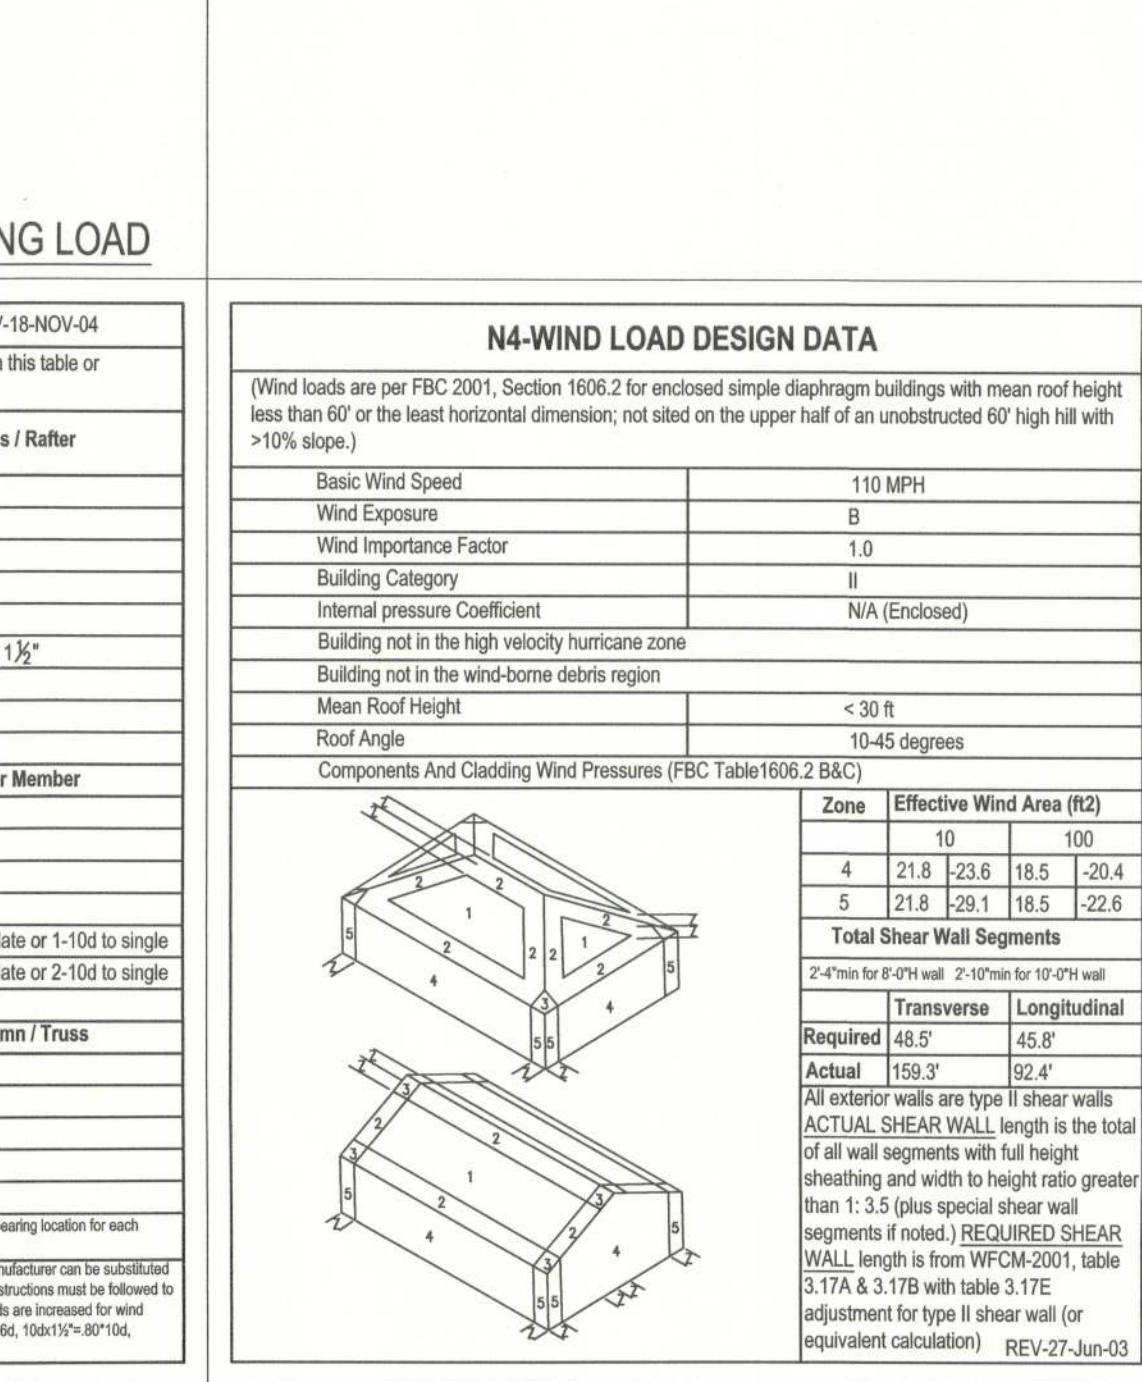 NG LOAD
/-18-NOV-04
this table or
s / Rafter
1½"
r Member
late or 1-10d to single
late or 2-10d to single
mn / Truss
earing location for each
nufacturer can be substituted
structions must be followed to
ds are increased for wind
6d, 10dx1½"=.80*10d,
N4-WIND LOAD DESIGN DATA
(Wind loads are per FBC 2001, Section 1606.2 for enclosed simple diaphragm buildings with mean roof height
less than 60' or the least horizontal dimension; not sited on the upper half of an unobstructed 60' high hill with
>10% slope.)
Basic Wind Speed 110 MPH
Wind Exposure B
Wind Importance Factor 1.0
Building Category II
Internal pressure Coefficient N/A (Enclosed)
Building not in the high velocity hurricane zone
Building not in the wind-borne debris region
Mean Roof Height < 30 ft
Roof Angle 10-45 degrees
Components And Cladding Wind Pressures (FBC Table1606.2 B&C)
Z
Z
2 2
1
2
2 2
2
1
2
Z
Z
5
4
3
5 5
4
5
Z
Z Z
Z
Z
3
2
2
1
2
3
3
2
3
5
4
5 5
4
5
Z
Z
Z Z
Z Z
Zone Effective Wind Area (ft2)
10 100
4 21.8 -23.6 18.5 -20.4
5 21.8 -29.1 18.5 -22.6
Total Shear Wall Segments
2'-4"min for 8'-0"H wall 2'-10"min for 10'-0"H wall
Transverse Longitudinal
Required 48.5' 45.8'
Actual 159.3' 92.4'
All exterior walls are type II shear walls
ACTUAL SHEAR WALL length is the total
of all wall segments with full height
sheathing and width to height ratio greater
than 1: 3.5 (plus special shear wall
segments if noted.) REQUIRED SHEAR
WALL length is from WFCM-2001, table
3.17A & 3.17B with table 3.17E
adjustment for type II shear wall (or
equivalent calculation) REV-27-Jun-03